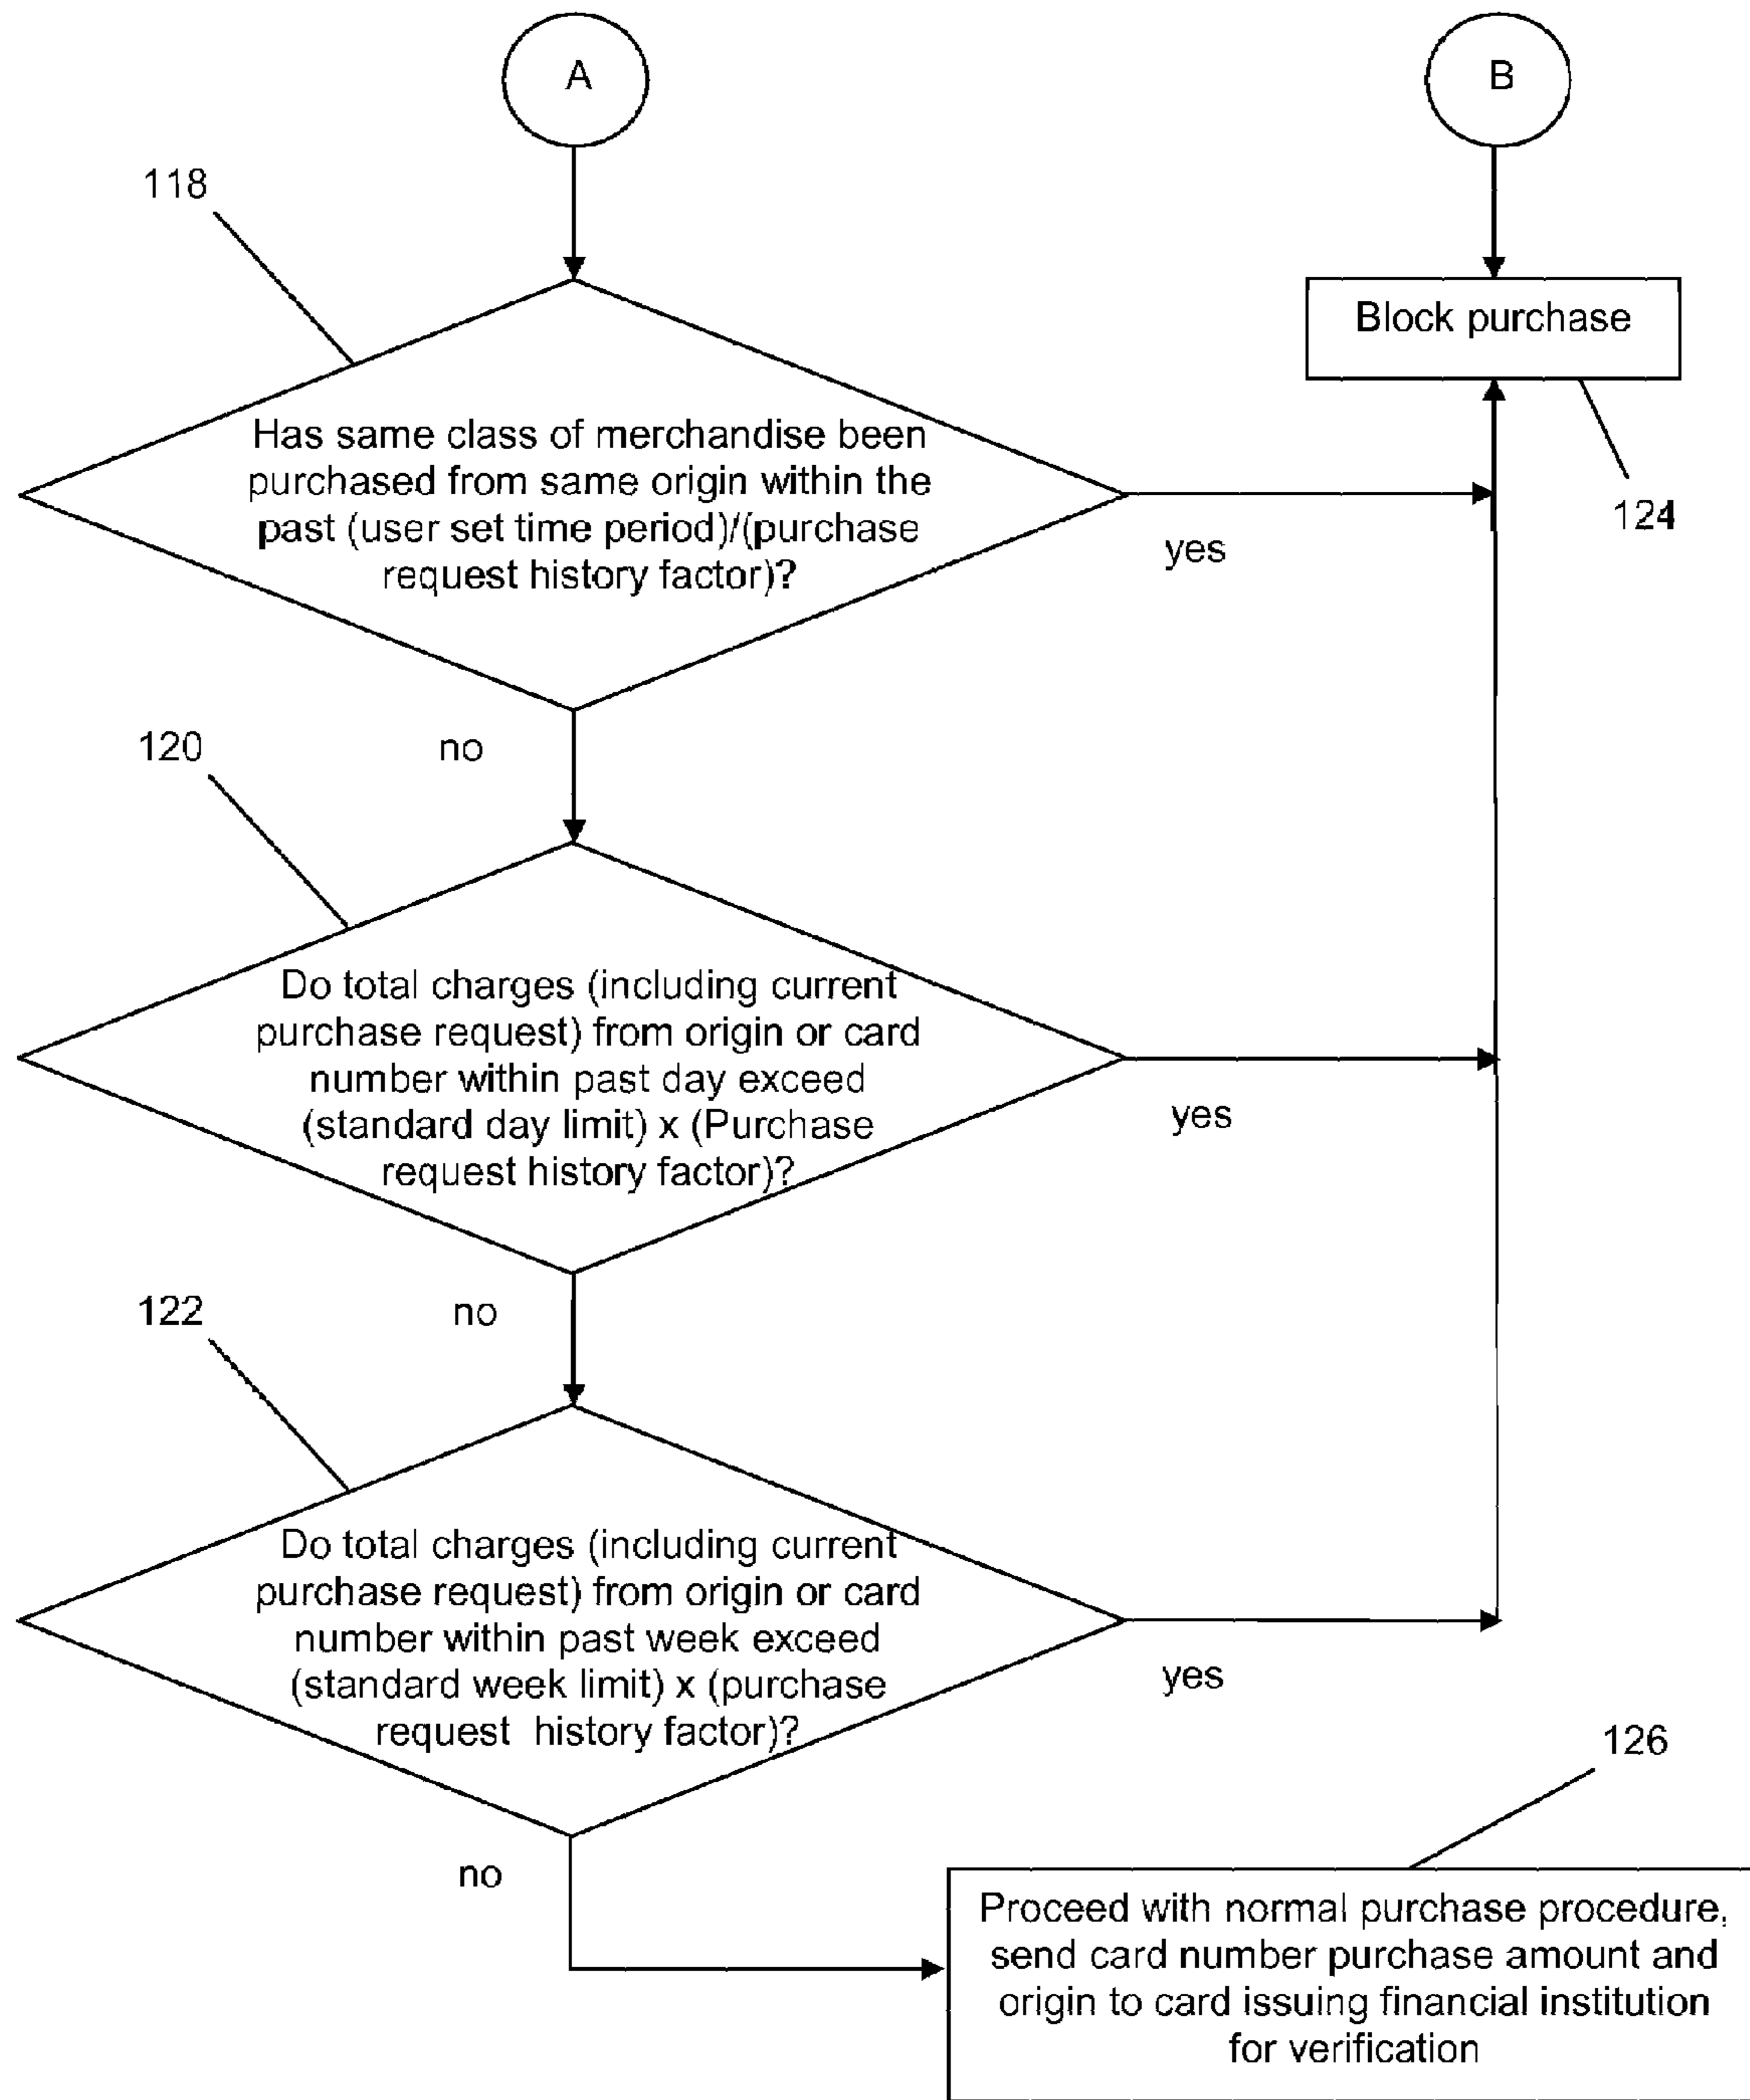 A
B
118
Block purchase
124
Has same class of merchandise been
purchased from same origin within the
past (user set time period)/(purchase
request history factor)?
yes
no
120
Do total charges (including current
purchase request) from origin or card
number within past day exceed
(standard day limit) x (Purchase
request history factor)?
yes
no
122
Do total charges (including current
purchase request) from origin or card
number within past week exceed
(standard week limit) x (purchase
request history factor)?
yes
no
126
Proceed with normal purchase procedure,
send card number purchase amount and
origin to card issuing financial institution
for verification